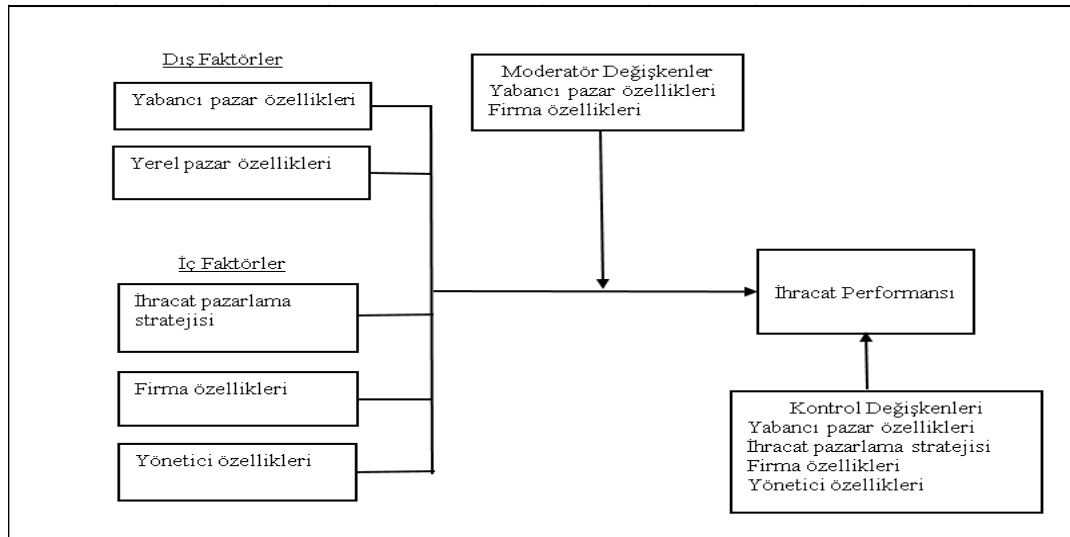 Dış Faktörler
Yabancı pazar özellikleri
Yerel pazar özellikleri
İç Faktörler
İhracat pazarlama
stratejisi
Firma özellikleri
Yönetici özellikleri
Moderatör Değişkenler
Yabancı pazar özellikleri
Firma özellikleri
İhracat Performansı
Kontrol Değişkenleri
Yabancı pazar özellikleri
İhracat pazarlama stratejisi
Firma özellikleri
Yönetici özellikleri